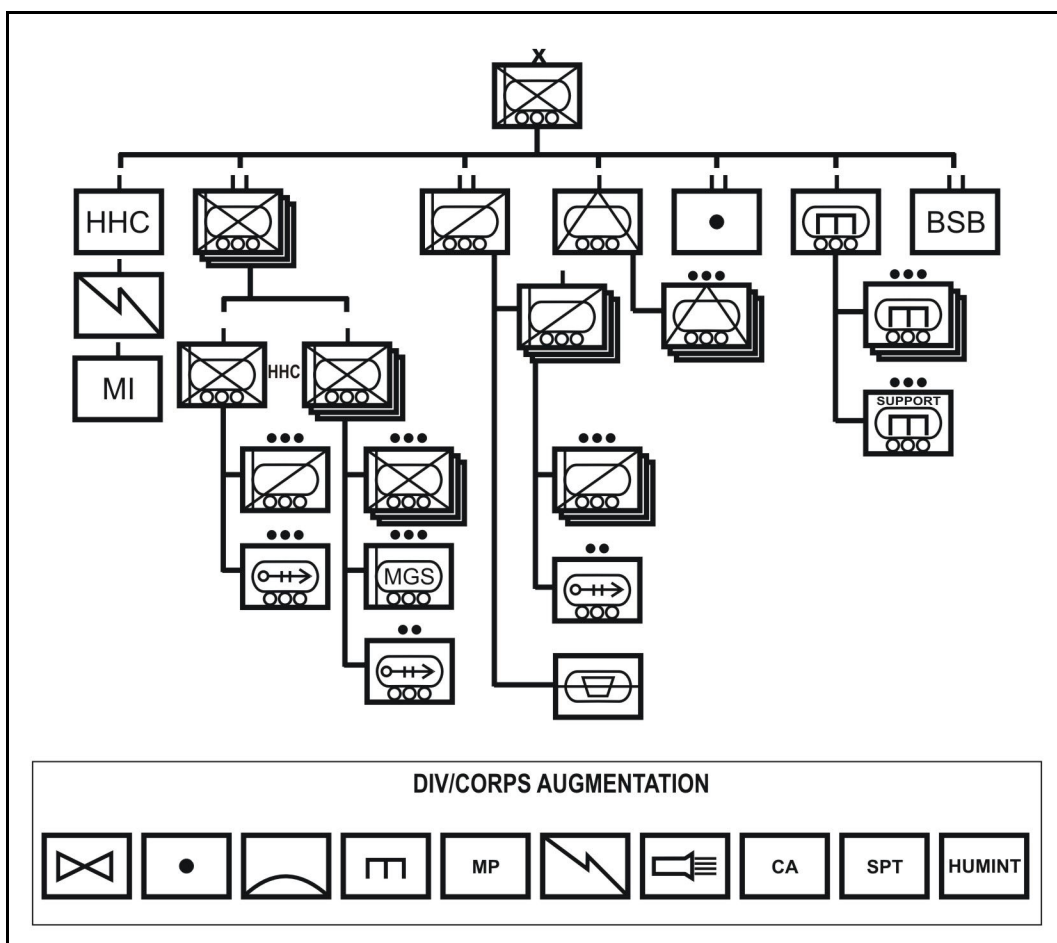 X
HHC
BSB
MI
HHC
SUPPORT
MGS
DIV/CORPS AUGMENTATION
MP
CA
SPT
HUMINT